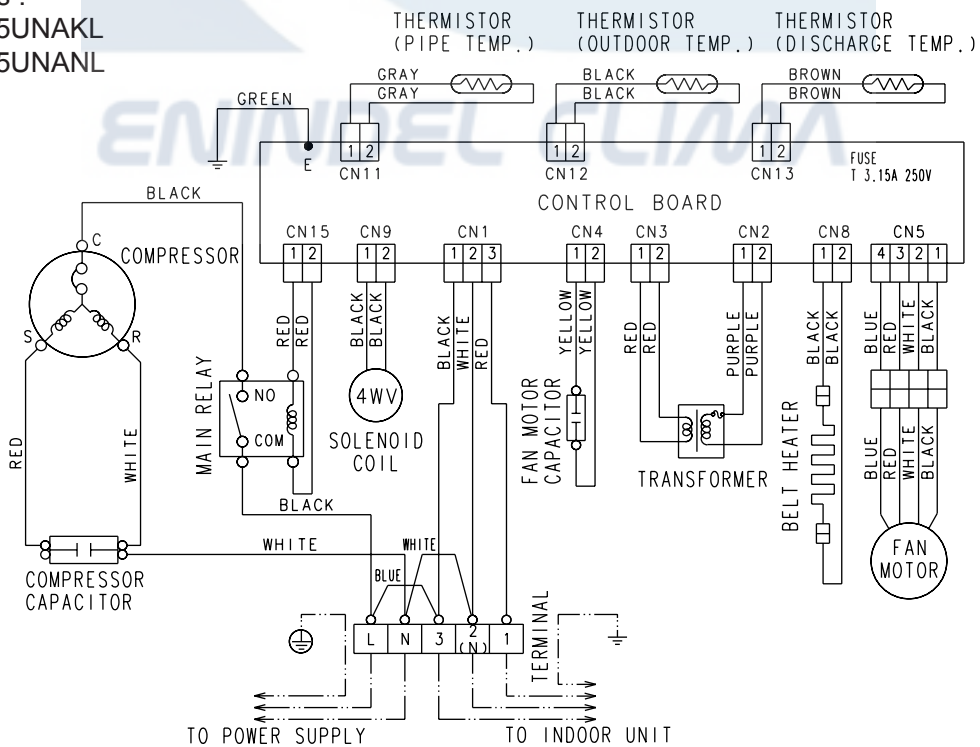 5UNAKL
5UNANL
ENINDEL CLIMA
THERMISTOR (PIPE TEMP.)
THERMISTOR (OUTDOOR TEMP.)
THERMISTOR (DISCHARGE TEMP.)
GRAY
GRAY
BLACK
BLACK
BROWN
BROWN
GREEN
E
1 2
CN11
1 2
CN12
1 2
CN13
FUSE
T 3.15A 250V
CONTROL BOARD
BLACK
C
COMPRESSOR
S
R
CN15
1 2
CN9
1 2
CN1
1 2 3
CN4
1 2
CN3
1 2
CN2
1 2
CN8
1 2
CN5
4 3 2 1
RED
RED
BLACK
BLACK
BLACK
WHITE
RED
YELLOW
YELLOW
RED
RED
PURPLE
PURPLE
BLACK
BLACK
BLUE
RED
WHITE
BLACK
MAIN RELAY
NO
COM
4WV
SOLENOID
COIL
FAN MOTOR
CAPACITOR
TRANSFORMER
BELT HEATER
BLUE
RED
WHITE
BLACK
FAN
MOTOR
RED
WHITE
BLACK
WHITE
WHITE
BLUE
COMPRESSOR
CAPACITOR
L N 3 2 (N) 1
TERMINAL
TO POWER SUPPLY
TO INDOOR UNIT